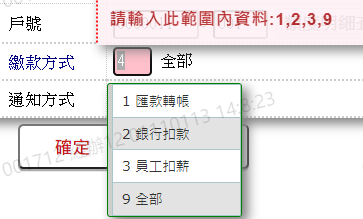 請輸入此範圍內資料:1,2,3,9
戶號
繳款方式 4 全部
通知方式
1 匯款轉帳
2 銀行扣款
3 員工扣薪
9 全部
確定